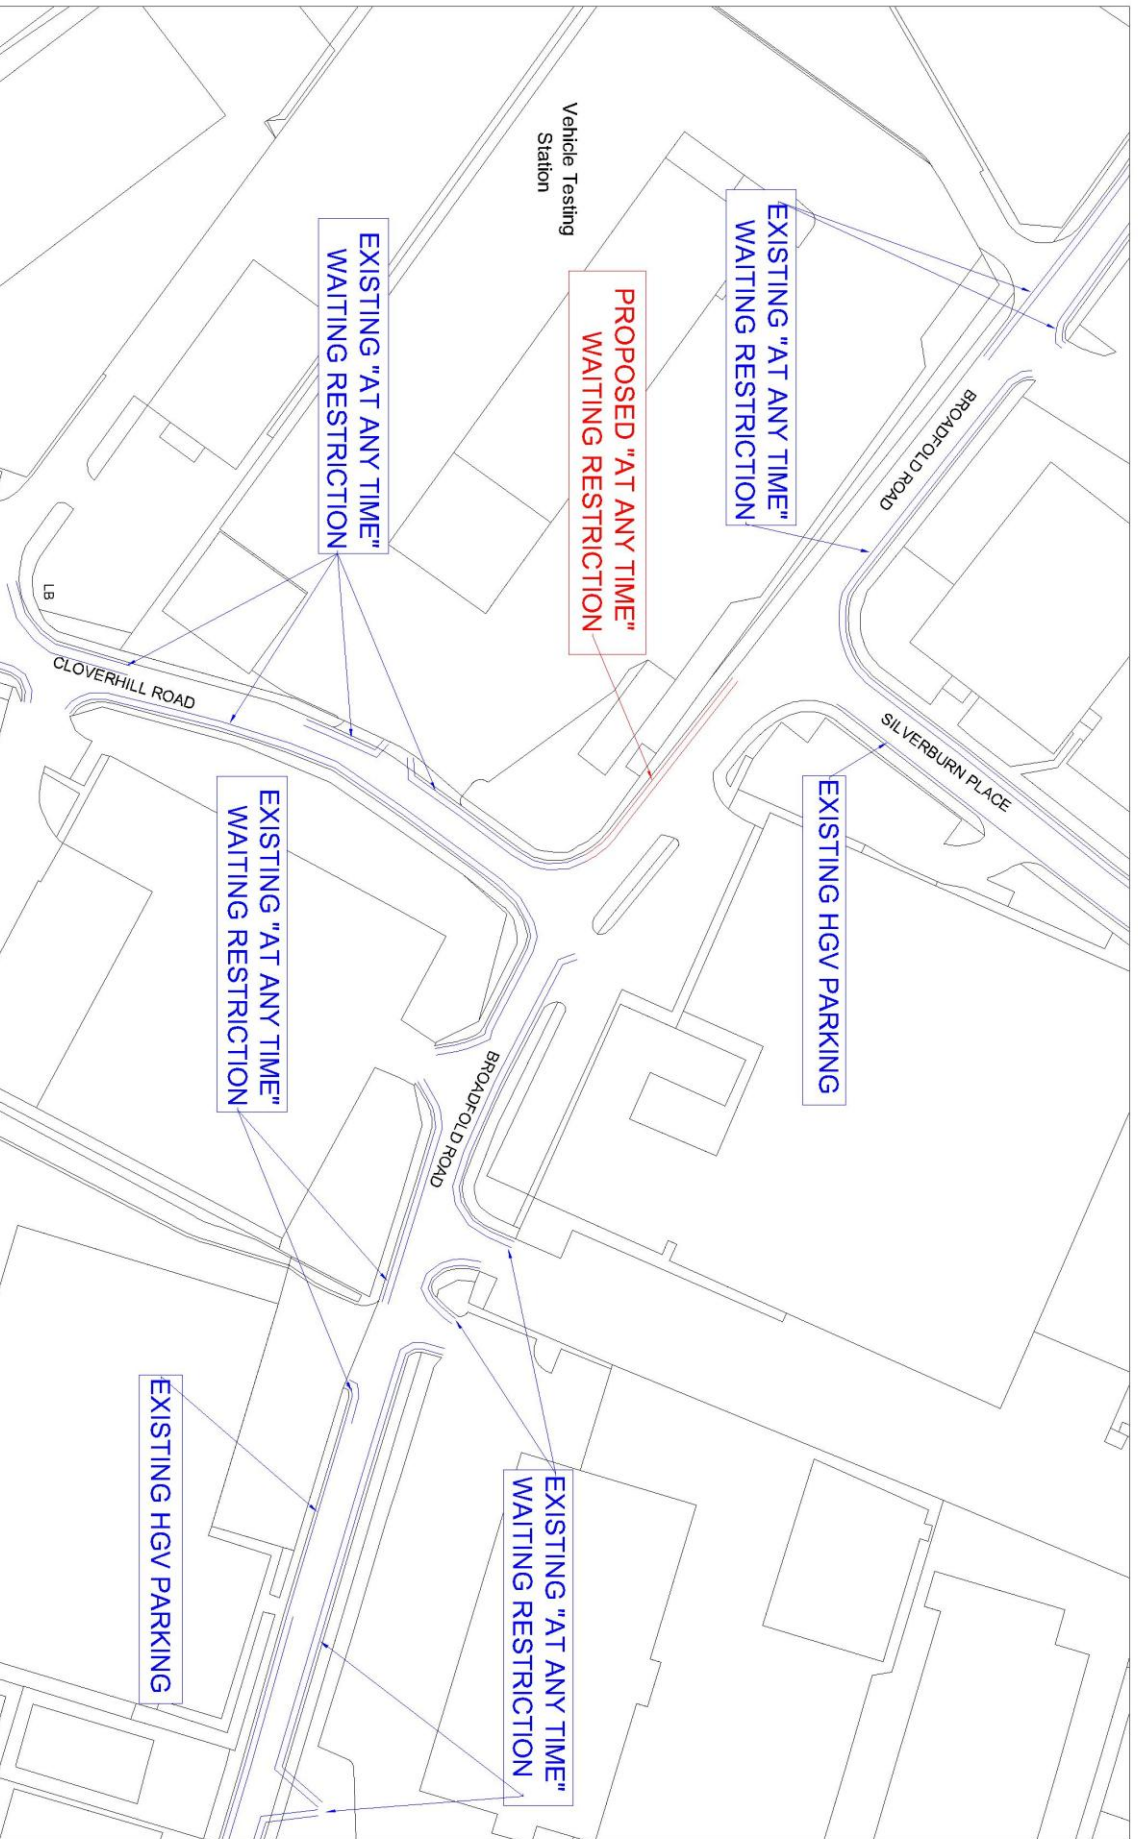 EXISTING "AT ANY TIME"
WAITING RESTRICTION
BROADFOLD ROAD
SILVERBURN PLACE
EXISTING HGV PARKING
Vehicle Testing
Station
PROPOSED "AT ANY TIME"
WAITING RESTRICTION
EXISTING "AT ANY TIME"
WAITING RESTRICTION
LB
CLOVERHILL ROAD
BROADFOLD ROAD
EXISTING "AT ANY TIME"
WAITING RESTRICTION
EXISTING "AT ANY TIME"
WAITING RESTRICTION
EXISTING HGV PARKING